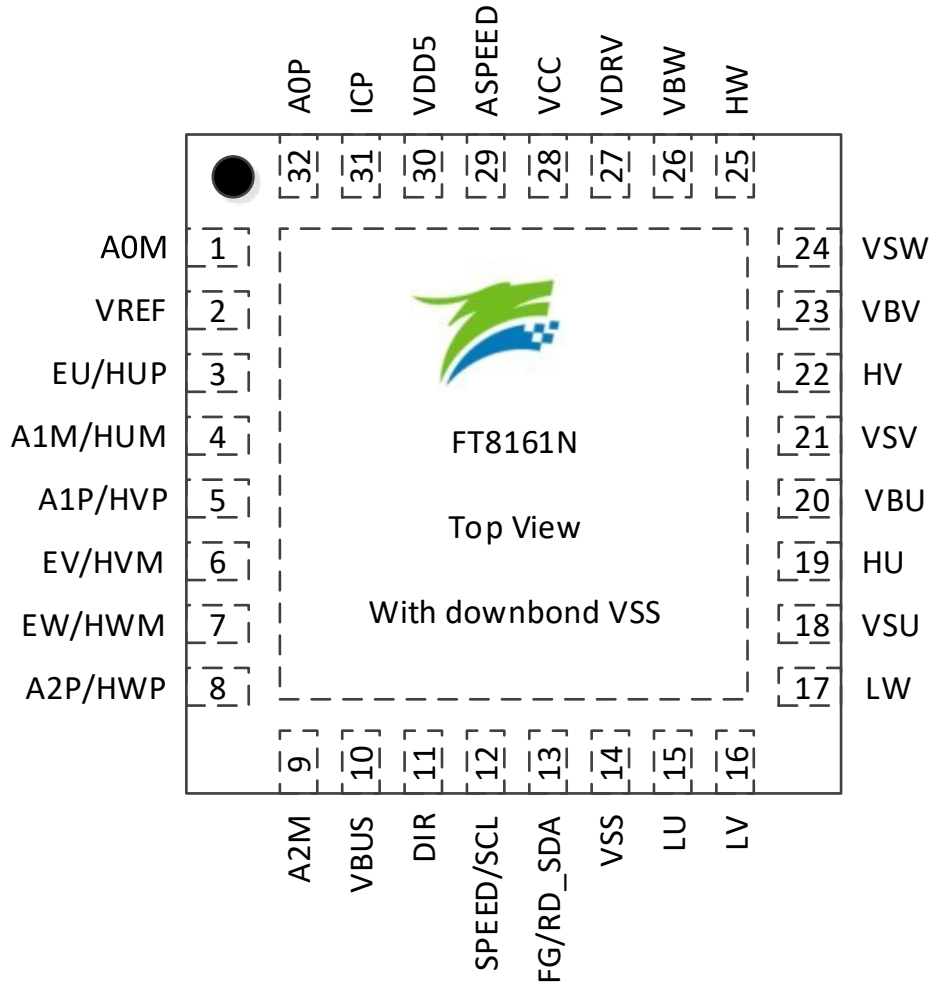 A0P ICP VDD5 ASPEED VCC VDRV VBW HW
32 31 30 29 28 27 26 25
A0M 1 24 VSW
VREF 2 23 VBV
EU/HUP 3 22 HV
A1M/HUM 4 FT8161N 21 VSV
A1P/HVP 5 20 VBU
Top View
EV/HVM 6 19 HU
EW/HWM 7 With downbond VSS 18 VSU
A2P/HWP 8 17 LW
9 10 11 12 13 14 15 16
A2M VBUS DIR SPEED/SCL FG/RD_SDA VSS LU LV